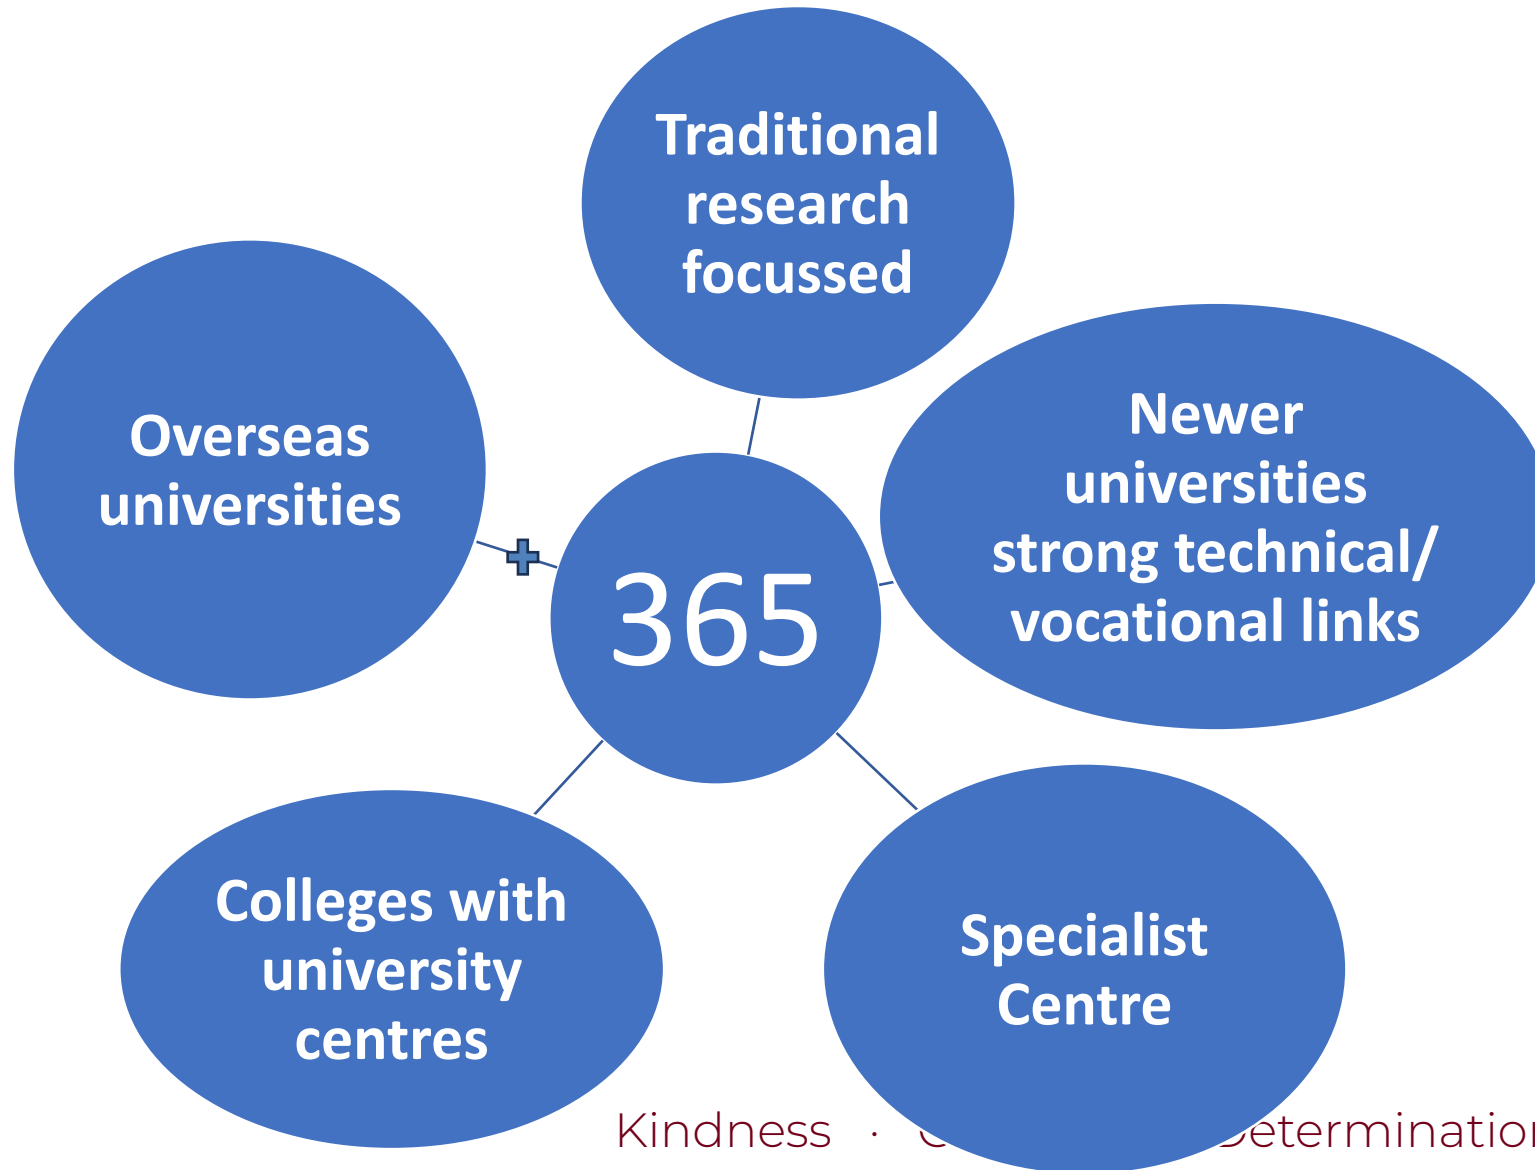 Traditional
research
focussed
Overseas
universities
Newer
universities
strong technical/
vocational links
365
Colleges with
university
centres
Specialist
Centre
Kindness ·